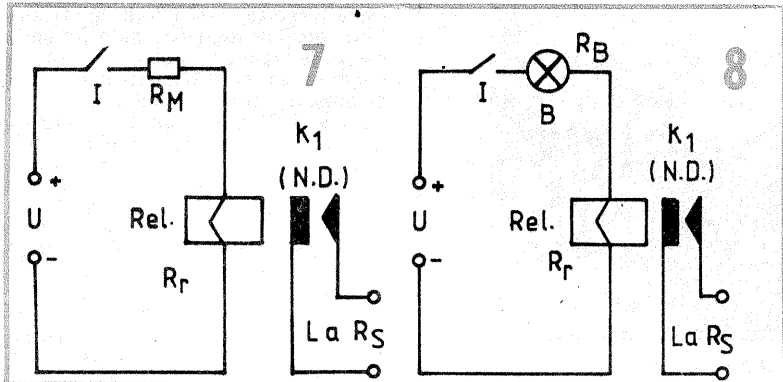 7
I
R_M
K_1
(N.D.)
+
U
-
Rel.
R_r
La R_S
8
I
R_B
B
K_1
(N.D.)
+
U
-
Rel.
R_r
La R_S